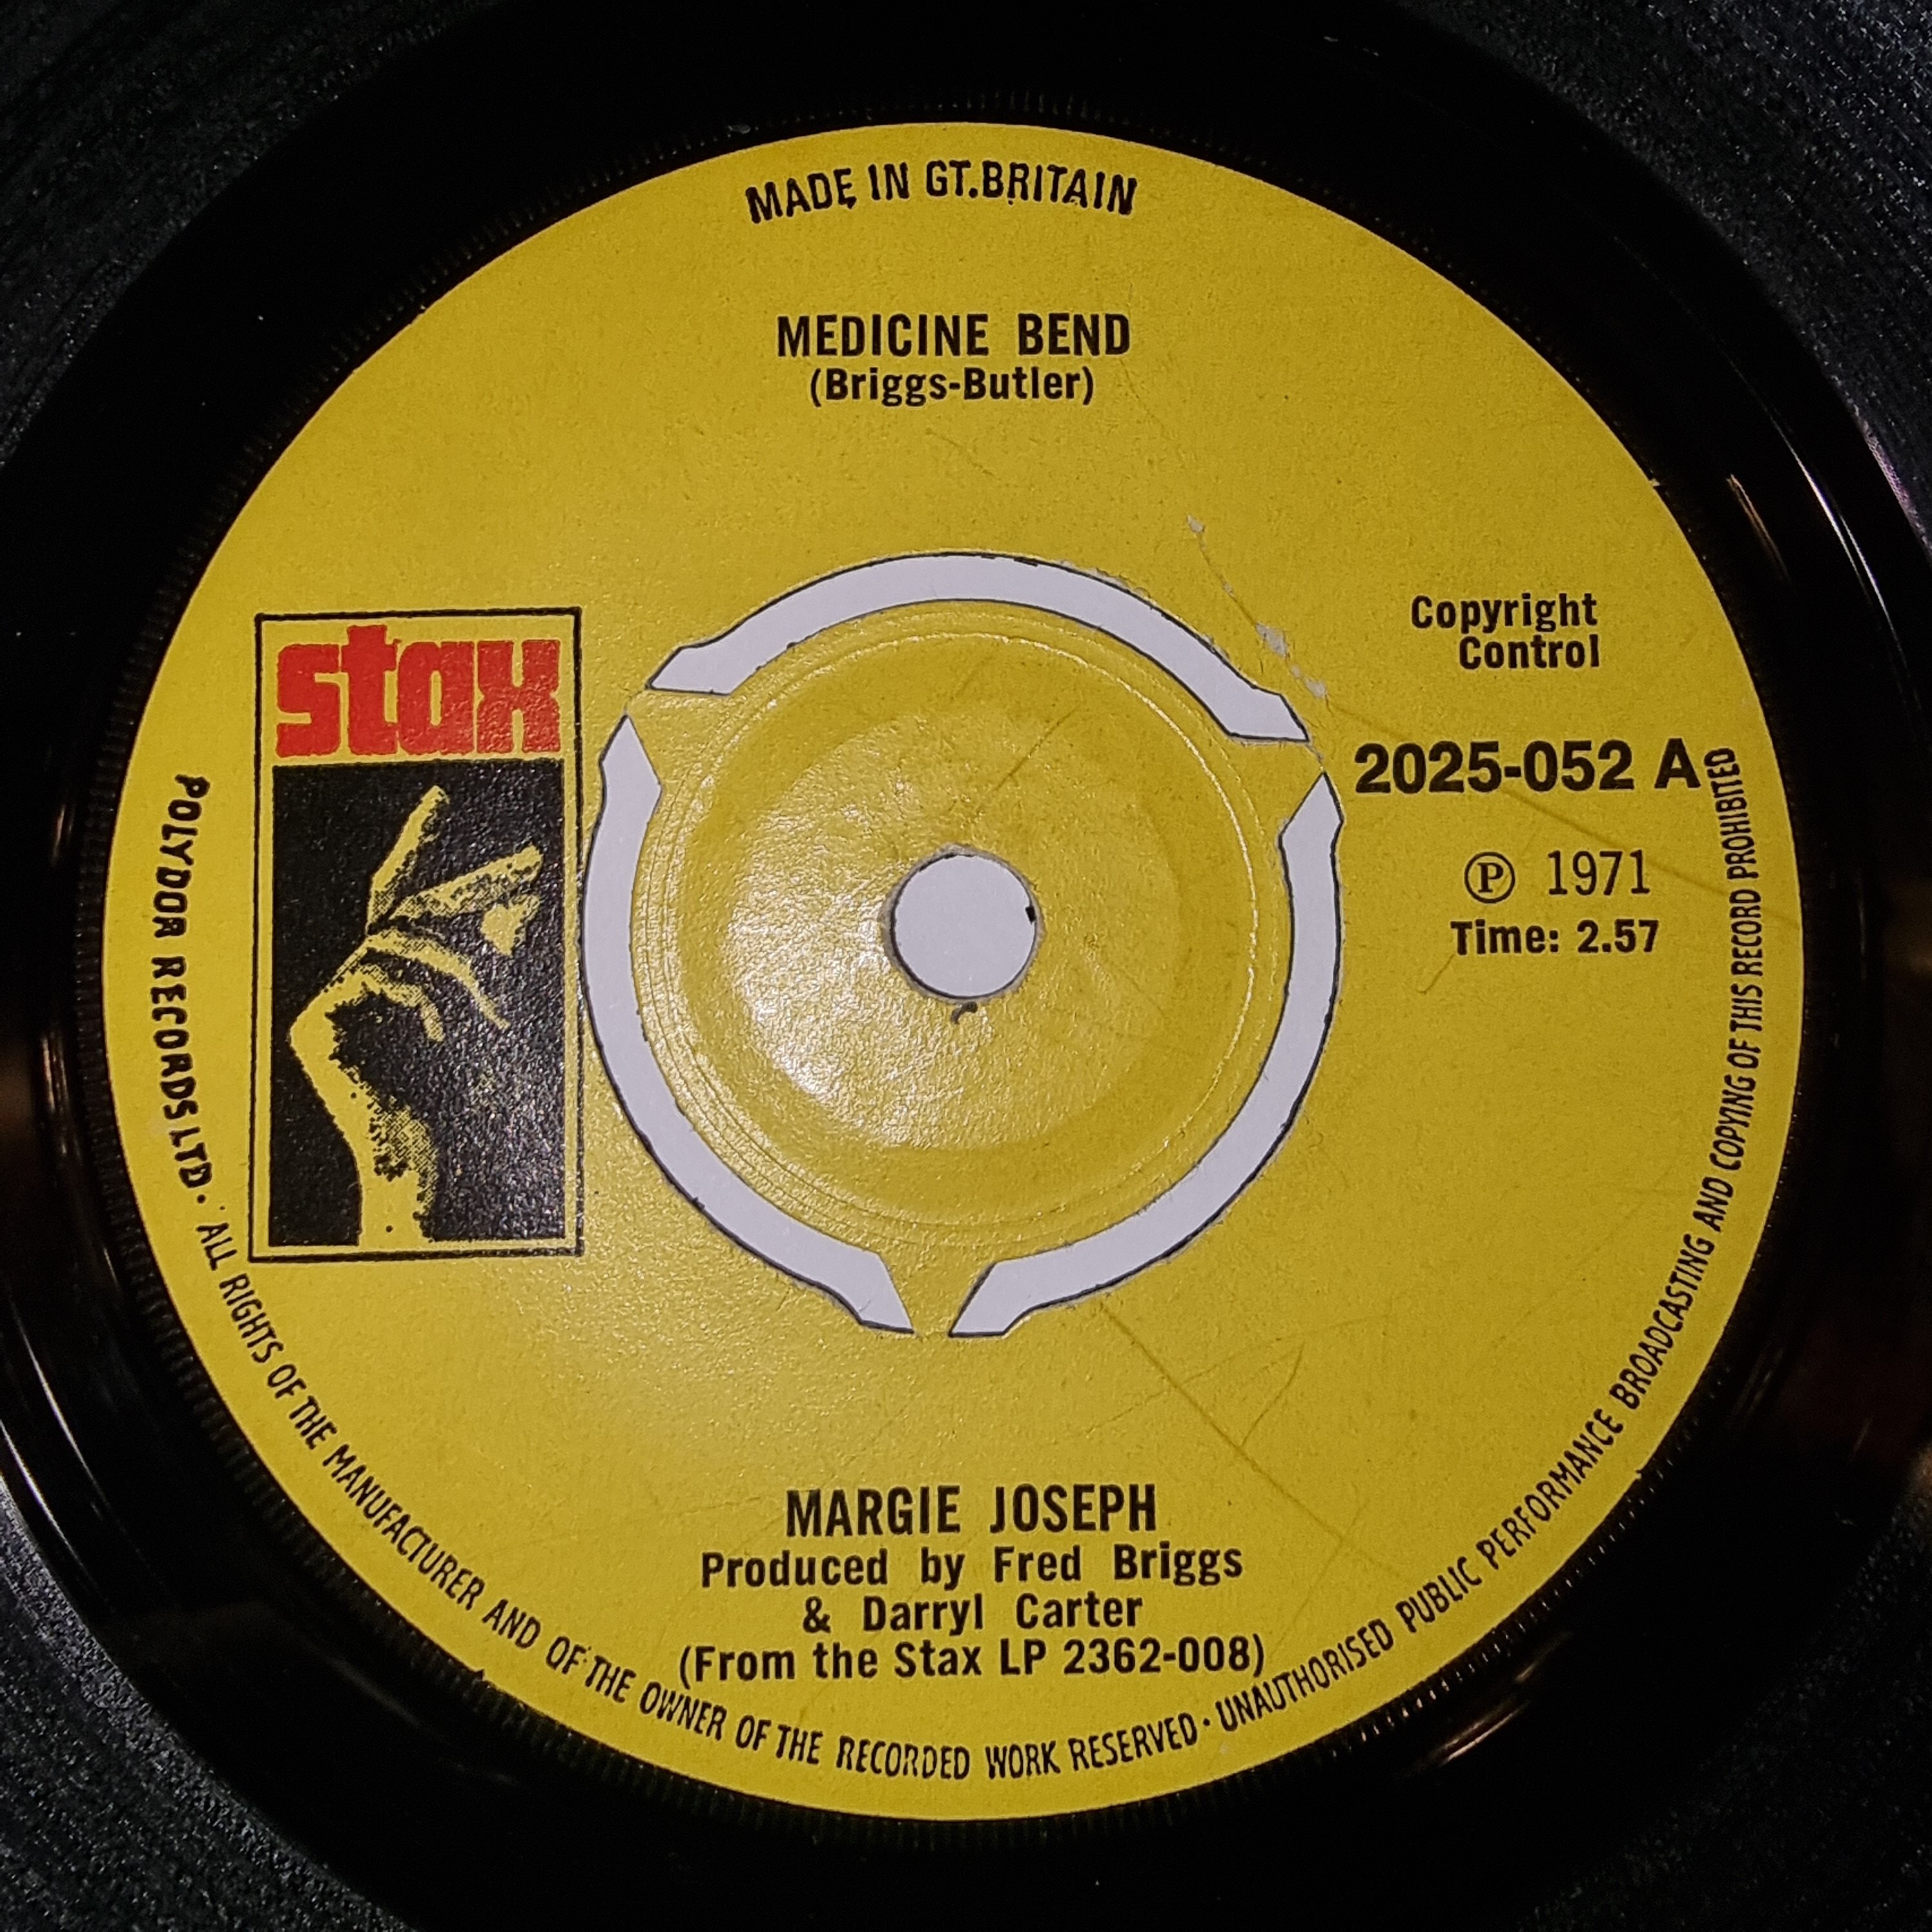 MADE IN GT.BRITAIN
MEDICINE BEND
(Briggs-Butler)
stax
Copyright
Control
2025-052 A
Ⓟ 1971
Time: 2.57
MARGIE JOSEPH
Produced by Fred Briggs
& Darryl Carter
(From the Stax LP 2362-008)
POLYDOR RECORDS LTD. ALL RIGHTS OF THE MANUFACTURER AND OF THE OWNER OF THE RECORDED WORK RESERVED · UNAUTHORISED PUBLIC PERFORMANCE BROADCASTING AND COPYING OF THIS RECORD PROHIBITED